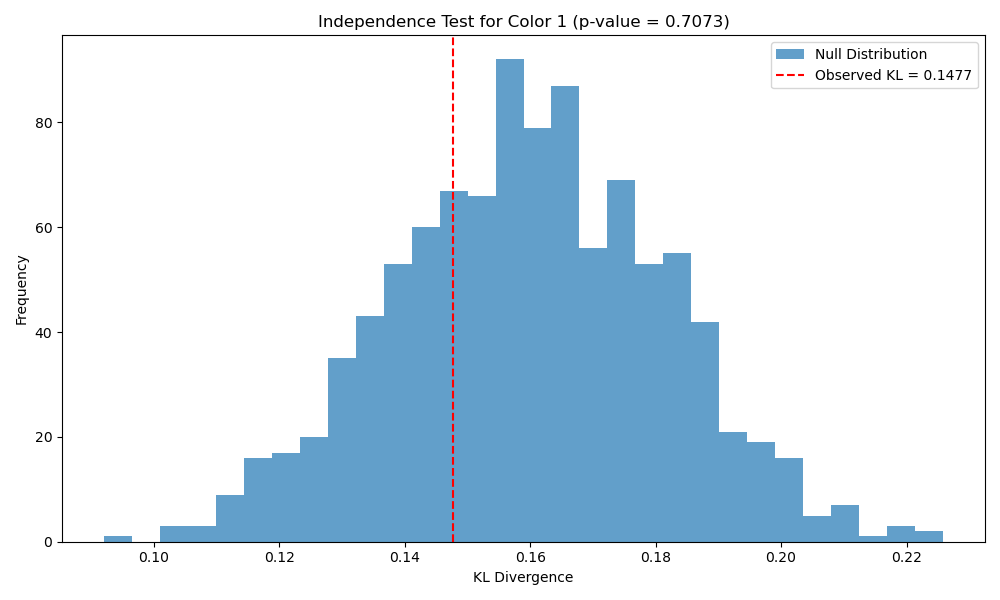 Independence Test for Color 1 (p-value = 0.7073)
Null Distribution
Observed KL = 0.1477
Frequency
80
60
40
20
0
0.10 0.12 0.14 0.16 0.18 0.20 0.22
KL Divergence